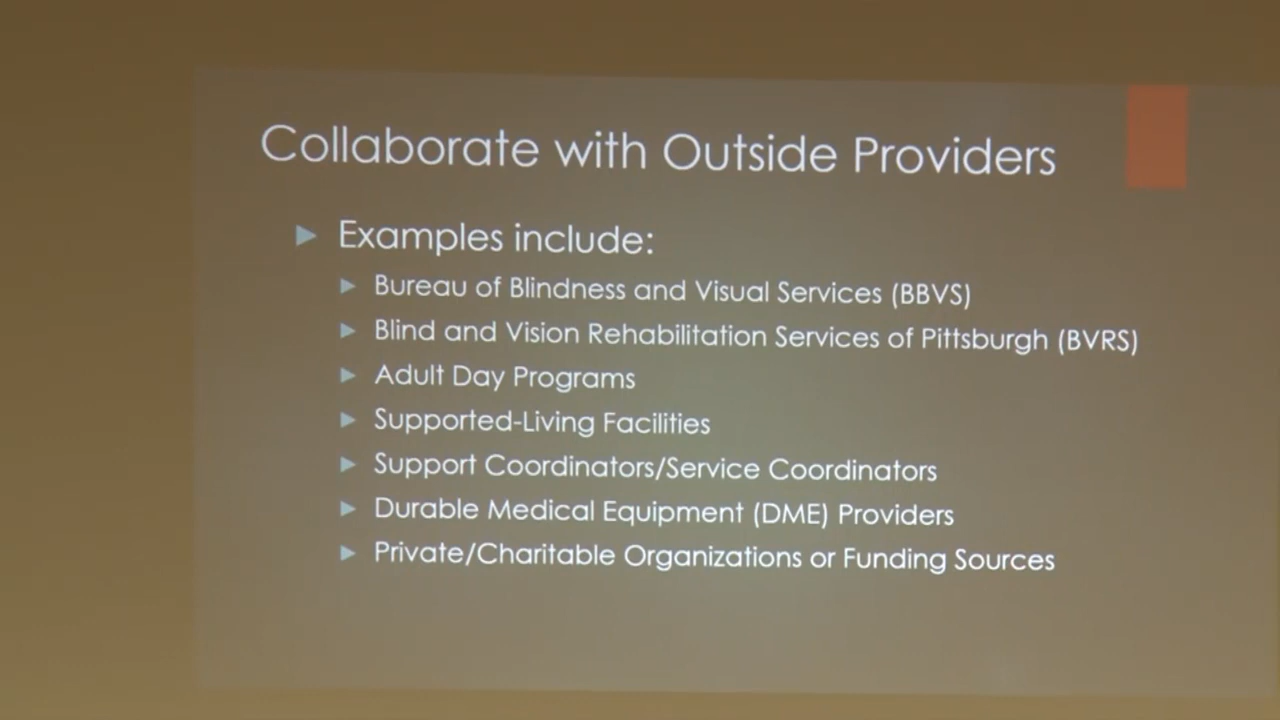 Collaborate with Outside Providers
Examples include:
Bureau of Blindness and Visual Services (BBVS)
Blind and Vision Rehabilitation Services of Pittsburgh (BVRS)
Adult Day Programs
Supported-Living Facilities
Support Coordinators/Service Coordinators
Durable Medical Equipment (DME) Providers
Private/Charitable Organizations or Funding Sources